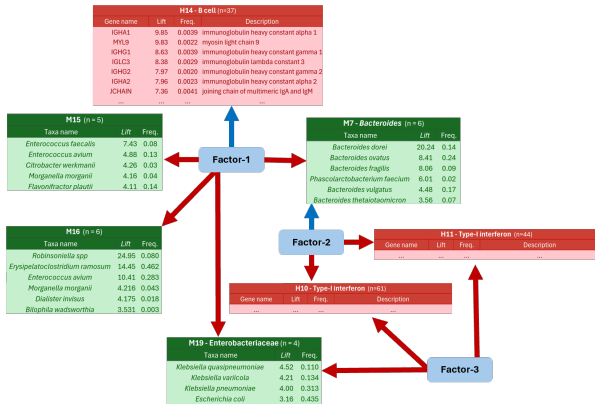 H14 - B cell (n=37)
Gene name Lift Freq. Description
IGHA1 9.85 0.0039 immunoglobulin heavy constant alpha 1
MYL9 9.83 0.0022 myosin light chain 9
IGHG1 8.63 0.0039 immunoglobulin heavy constant gamma 1
IGLC3 8.38 0.0029 immunoglobulin lambda constant 3
IGHG2 7.97 0.0020 immunoglobulin heavy constant gamma 2
IGHA2 7.96 0.0023 immunoglobulin heavy constant alpha 2
JCHAIN 7.36 0.0041 joining chain of multimeric IgA and IgM
... ... ... ...
M15 (n = 5)
Taxa name Lift Freq.
Enterococcus faecalis 7.43 0.08
Enterococcus avium 4.88 0.13
Citrobacter werkmanii 4.26 0.03
Morganella morganii 4.16 0.04
Flavonifractor plautii 4.11 0.14
Factor-1
M7 - Bacteroides (n = 6)
Taxa name Lift Freq.
Bacteroides dorei 20.24 0.14
Bacteroides ovatus 8.41 0.24
Bacteroides fragilis 8.06 0.09
Phascolarctobacterium faecium 6.01 0.02
Bacteroides vulgatus 4.48 0.17
Bacteroides thetaiotaomicron 3.56 0.07
M16 (n = 6)
Taxa name Lift Freq.
Robinsoniella spp 24.95 0.080
Erysipelatoclostridium ramosum 14.45 0.462
Enterococcus avium 10.41 0.283
Morganella morganii 4.216 0.043
Dialister invisus 4.175 0.018
Bilophila wadsworthia 3.531 0.003
Factor-2
H11 - Type-I interferon (n=44)
Gene name Lift Freq. Description
... ... ... ...
H10 - Type-I interferon (n=61)
Gene name Lift Freq. Description
... ... ... ...
M19 - Enterobacteriaceae (n = 4)
Taxa name Lift Freq.
Klebsiella quasipneumoniae 4.52 0.110
Klebsiella variicola 4.21 0.134
Klebsiella pneumoniae 4.00 0.313
Escherichia coli 3.16 0.435
Factor-3